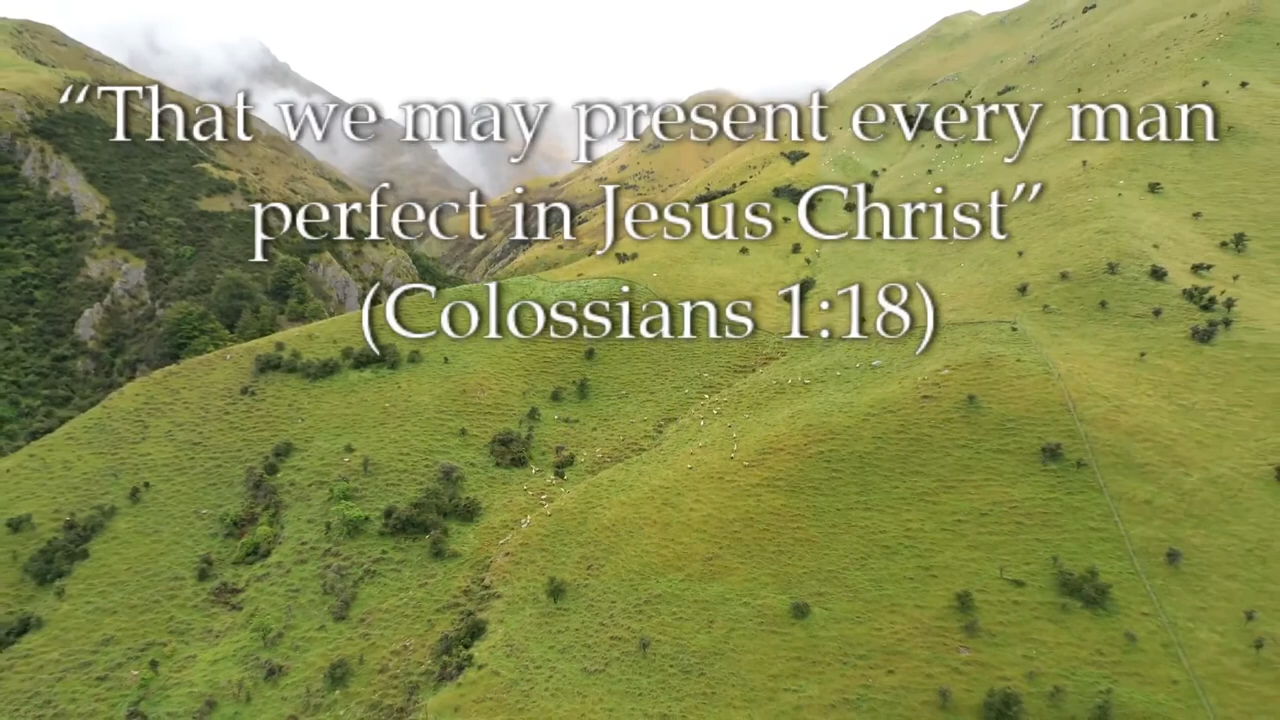 “That we may present every man
perfect in Jesus Christ”
(Colossians 1:18)